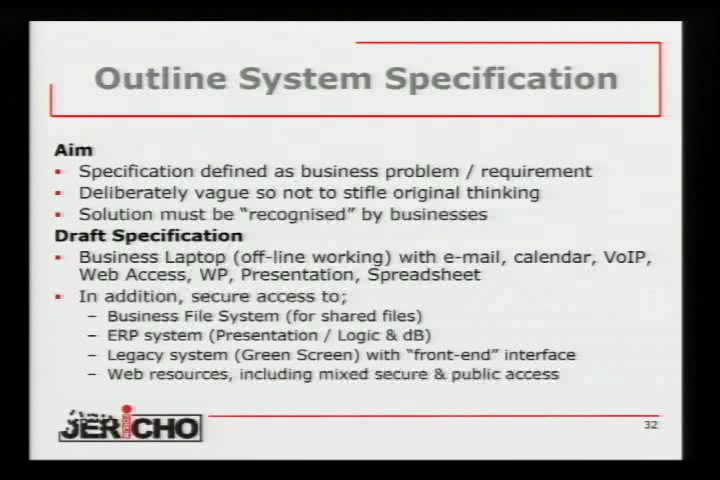 Outline System Specification
Aim
▪ Specification defined as business problem / requirement
▪ Deliberately vague so not to stifle original thinking
▪ Solution must be “recognised” by businesses
Draft Specification
▪ Business Laptop (off-line working) with e-mail, calendar, VoIP,
Web Access, WP, Presentation, Spreadsheet
▪ In addition, secure access to;
– Business File System (for shared files)
– ERP system (Presentation / Logic & dB)
– Legacy system (Green Screen) with “front-end” interface
– Web resources, including mixed secure & public access
JERiCHO
32